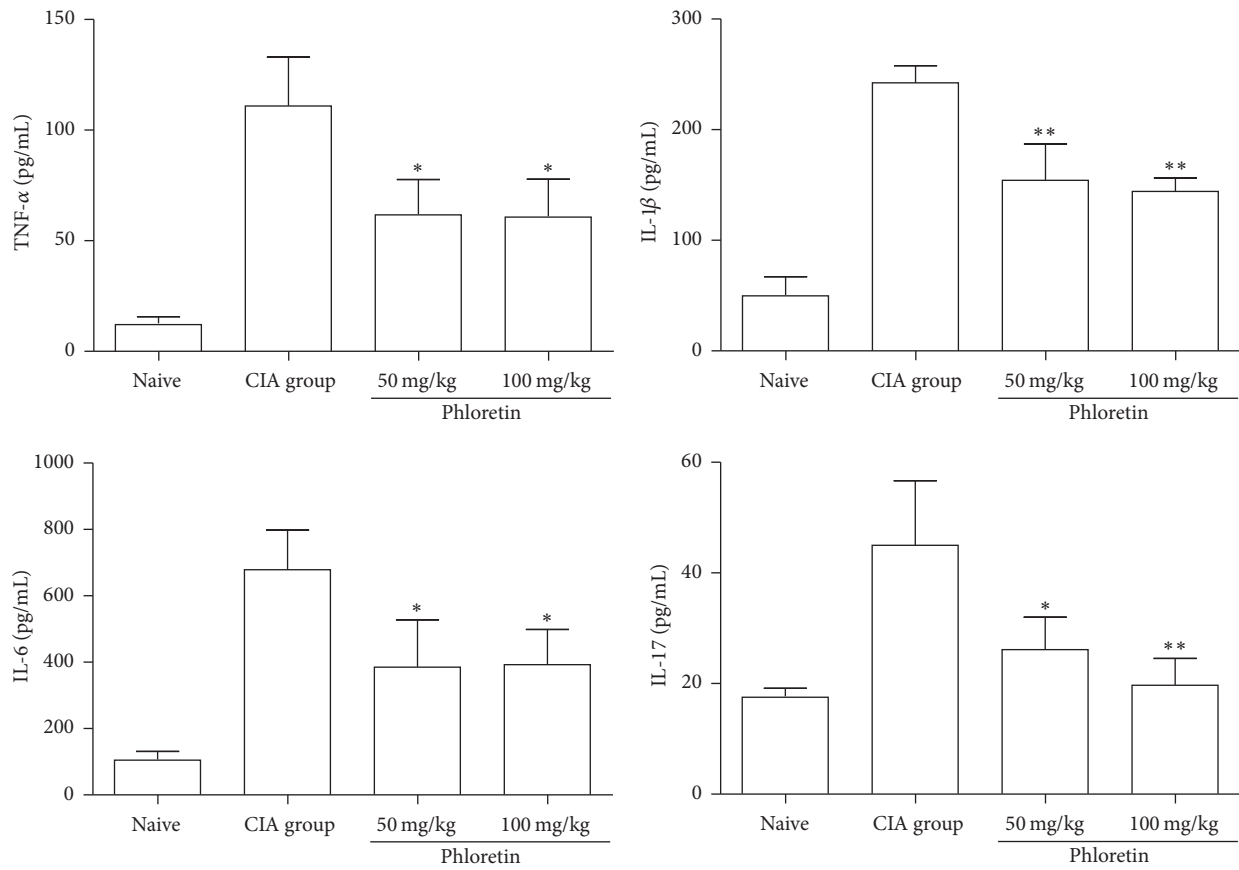 TNF-α (pg/mL)
150
100
50
0
*
*
Naive
CIA group
50 mg/kg
100 mg/kg
Phloretin
IL-1β (pg/mL)
300
200
100
0
**
**
Naive
CIA group
50 mg/kg
100 mg/kg
Phloretin
IL-6 (pg/mL)
1000
800
600
400
200
0
*
*
Naive
CIA group
50 mg/kg
100 mg/kg
Phloretin
IL-17 (pg/mL)
60
40
20
0
*
**
Naive
CIA group
50 mg/kg
100 mg/kg
Phloretin